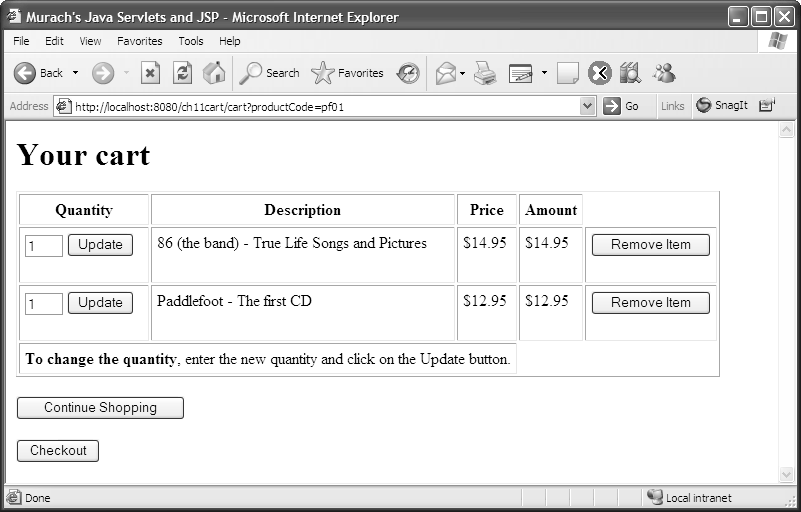 Murach's Java Servlets and JSP - Microsoft Internet Explorer
File Edit View Favorites Tools Help
Back Search Favorites
Address http://localhost:8080/ch11cart/cart?productCode=pf01 Go Links SnagIt
Your cart
Quantity Description Price Amount
1 Update 86 (the band) - True Life Songs and Pictures $14.95 $14.95 Remove Item
1 Update Paddlefoot - The first CD $12.95 $12.95 Remove Item
To change the quantity, enter the new quantity and click on the Update button.
Continue Shopping
Checkout
Done Local intranet